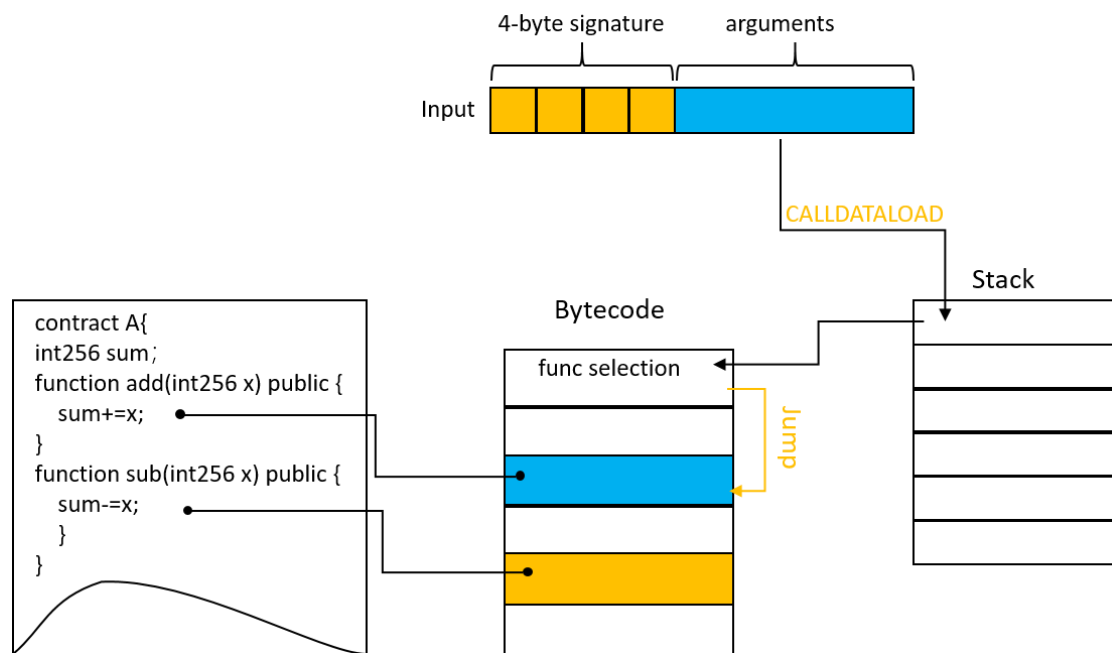 4-byte signature
arguments
Input
CALLDATALOAD
Stack
Bytecode
func selection
Jump
contract A{
int256 sum;
function add(int256 x) public {
sum+=x;
}
function sub(int256 x) public {
sum-=x;
}
}